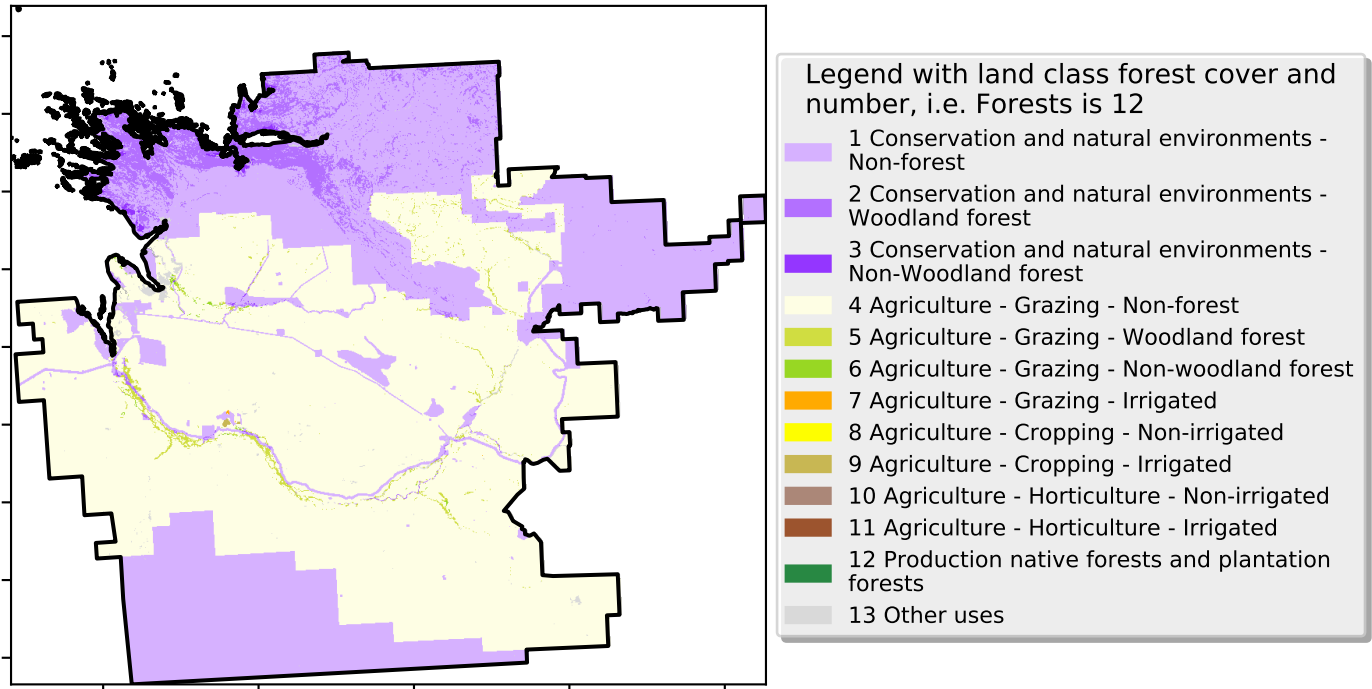 Legend with land class forest cover and
number, i.e. Forests is 12
1 Conservation and natural environments -
Non-forest
2 Conservation and natural environments -
Woodland forest
3 Conservation and natural environments -
Non-Woodland forest
4 Agriculture - Grazing - Non-forest
5 Agriculture - Grazing - Woodland forest
6 Agriculture - Grazing - Non-woodland forest
7 Agriculture - Grazing - Irrigated
8 Agriculture - Cropping - Non-irrigated
9 Agriculture - Cropping - Irrigated
10 Agriculture - Horticulture - Non-irrigated
11 Agriculture - Horticulture - Irrigated
12 Production native forests and plantation
forests
13 Other uses